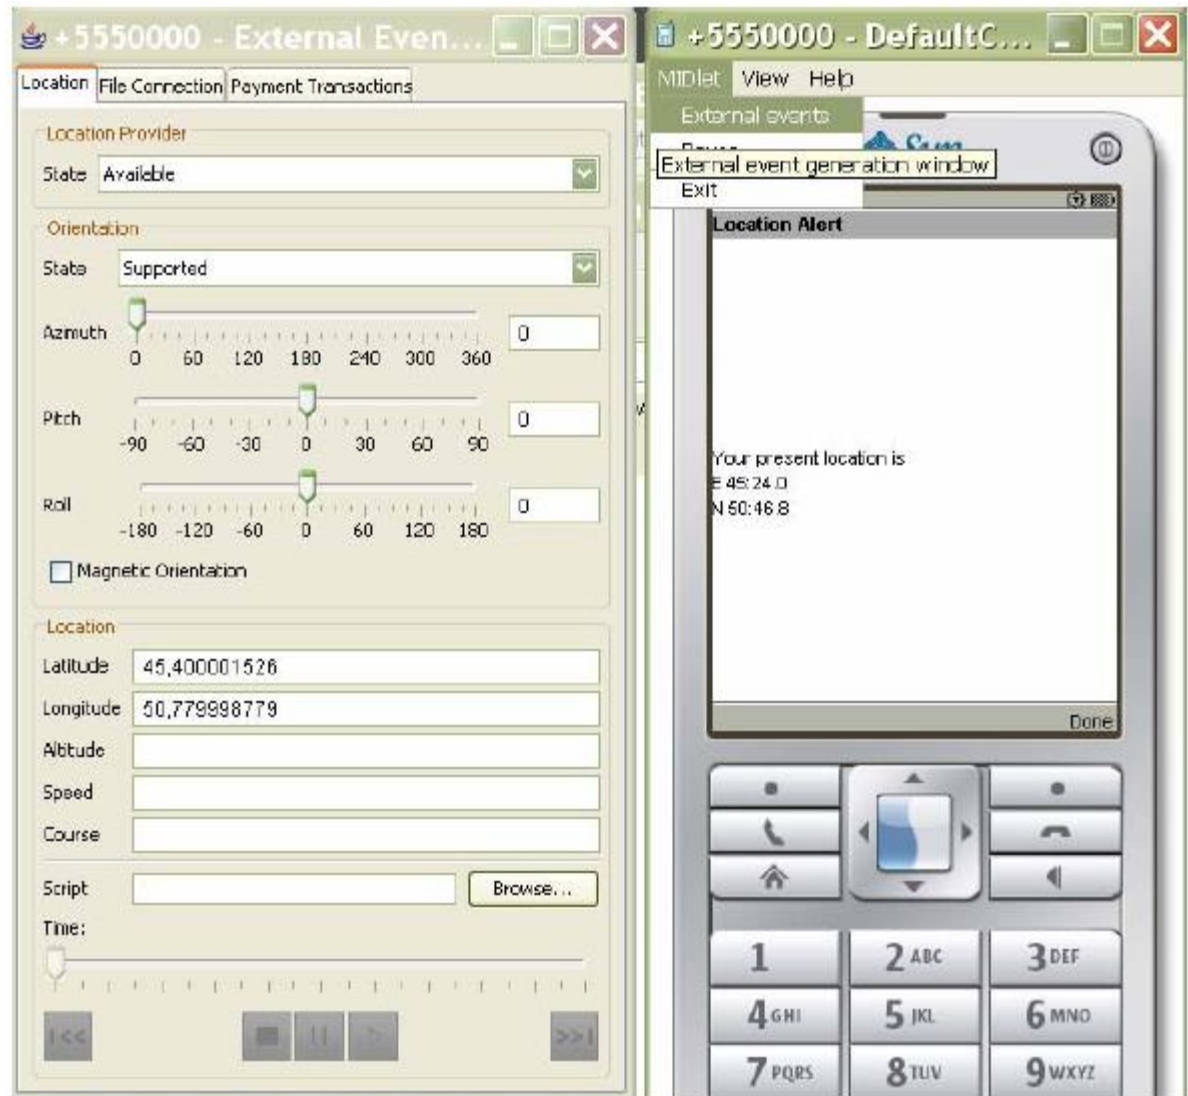 +5550000 - External Even...
Location File Connection Payment Transactions
Location Provider
State Available
Orientation
State Supported
Azimuth 0
0 60 120 180 240 300 360
Pitch 0
-90 -60 -30 0 30 60 90
Roll 0
-180 -120 -60 0 60 120 180
Magnetic Orientation
Location
Latitude 45,400001526
Longitude 50,779998779
Altitude
Speed
Course
Script Browse...
Time:
|<< >>|
+5550000 - DefaultC...
MIDlet View Help
External events
Sun
External event generation window
Exit
Location Alert
Your present location is
E 45:24.0
N 50:46.8
Done
1 2 ABC 3 DEF
4 GHI 5 JKL 6 MNO
7 PQRS 8 TUV 9 WXYZ